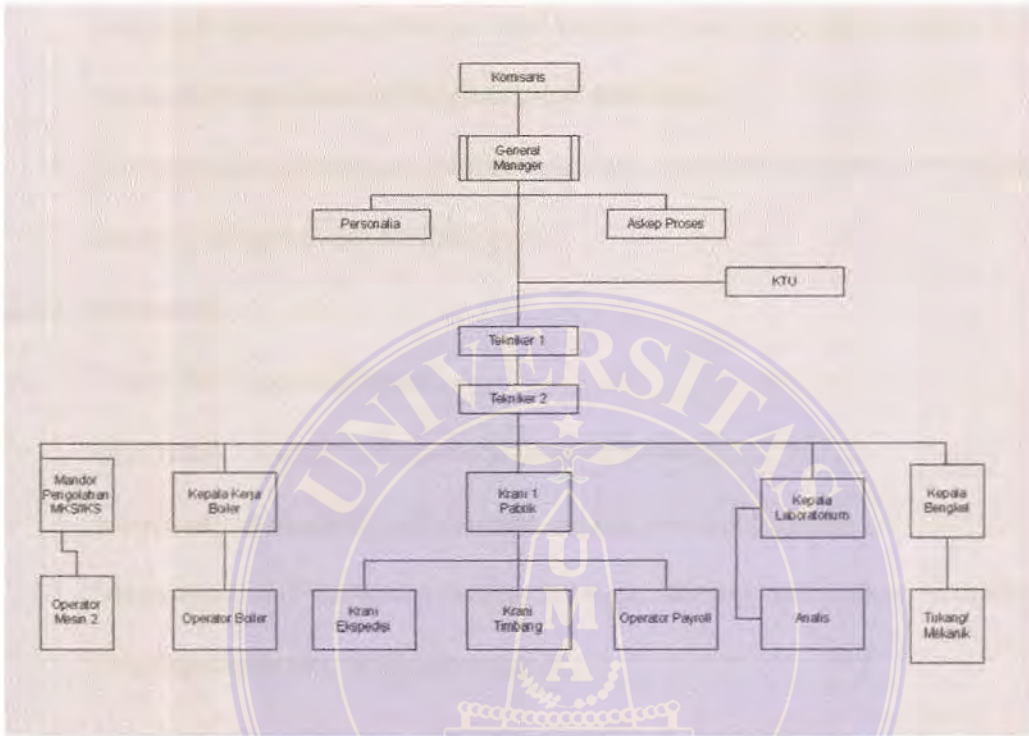 Komisaris
General
Manager
Personalia
Askep Proses
KTU
Tekniker 1
Tekniker 2
Mandor
Pengolahan
MKS/IKS
Kepala Kerja
Boiler
Krani 1
Pabrik
Kepala
Laboratorium
Kepala
Bengkel
Operator
Mesin 2
Operator Boiler
Krani
Ekspedisi
Krani
Timbang
Operator Payroll
Analis
Tukang/
Mekanik
UNIVERSITAS
UMA